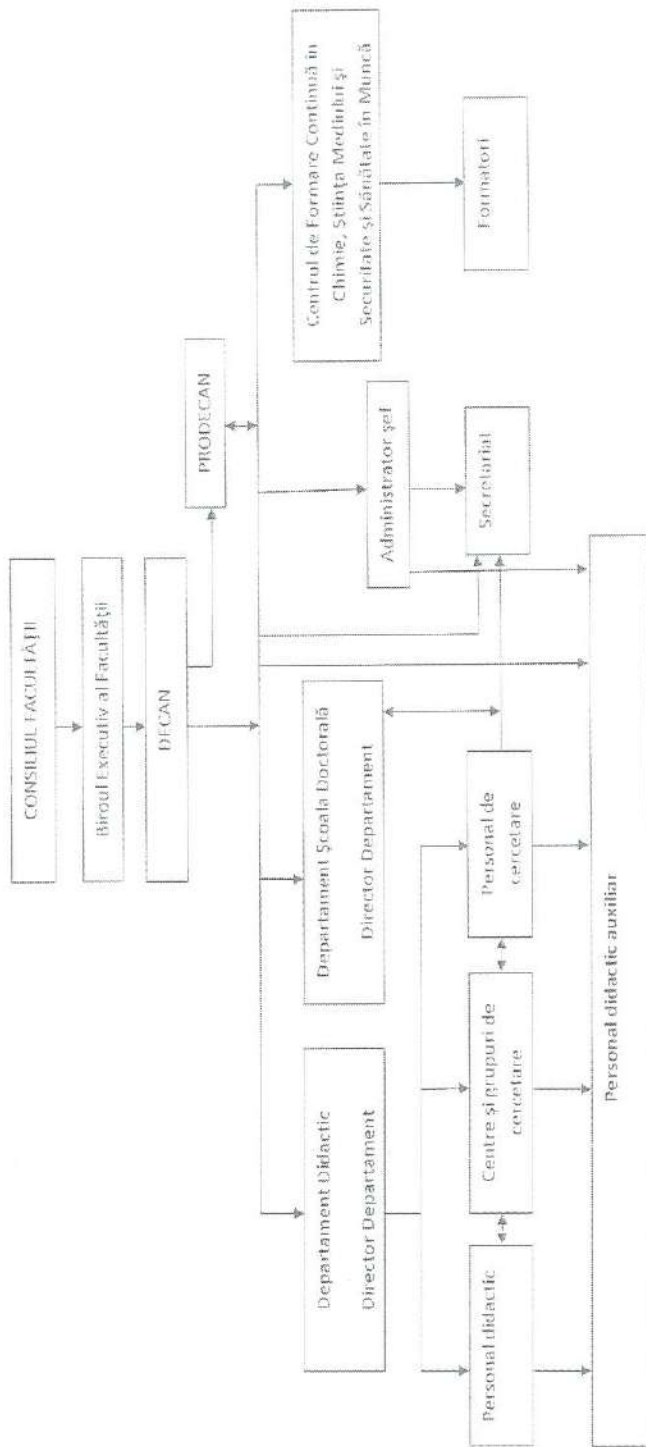 CONSILIUL FACULTĂŢII
Biroul Executiv al Facultăţii
DECAN
PRODECAN
Departament Didactic
Director Departament
Departament Şcoala Doctorală
Director Departament
Administrator şef
Centrul de Formare Continuă în
Chimie, Ştiinţa Mediului şi
Securitate şi Sănătate în Muncă
Personal didactic
Centre şi grupuri de
cercetare
Personal de
cercetare
Secretariat
Formatori
Personal didactic auxiliar